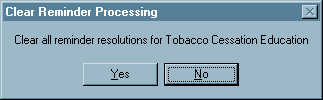 Clear Reminder Processing
Clear all reminder resolutions for Tobacco Cessation Education
Yes No